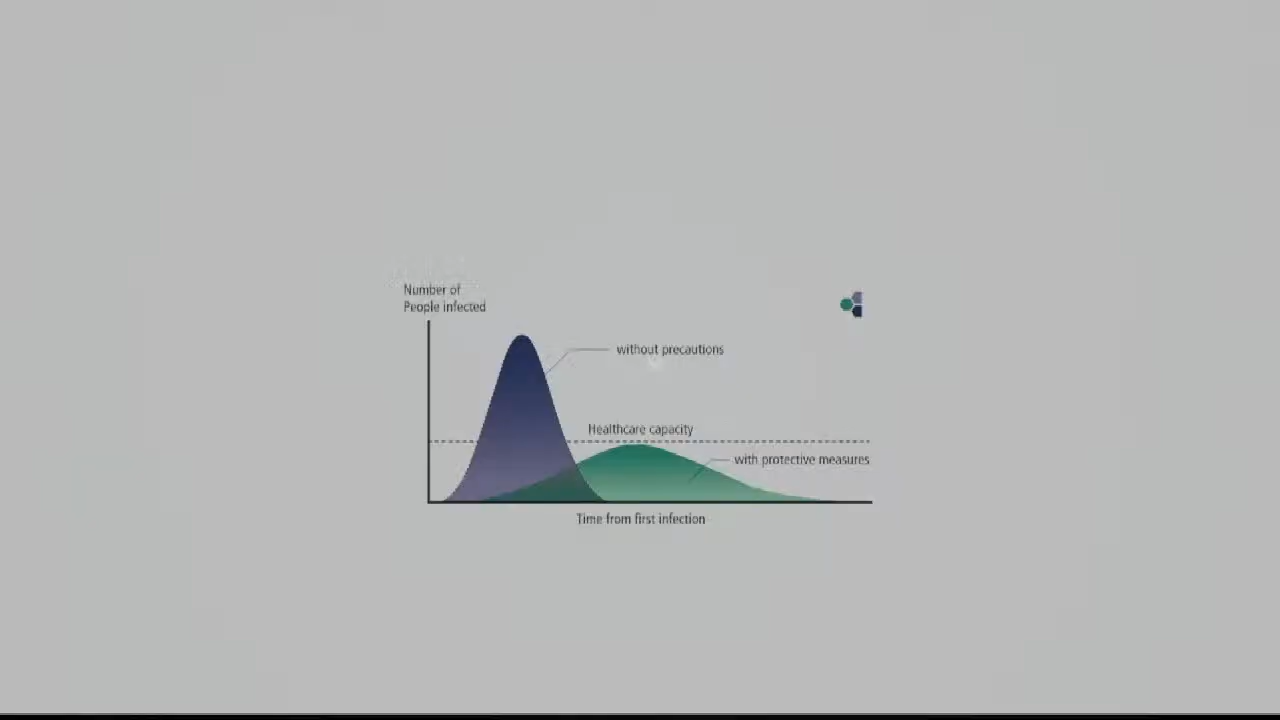 Number of
People infected
without precautions
Healthcare capacity
with protective measures
Time from first infection